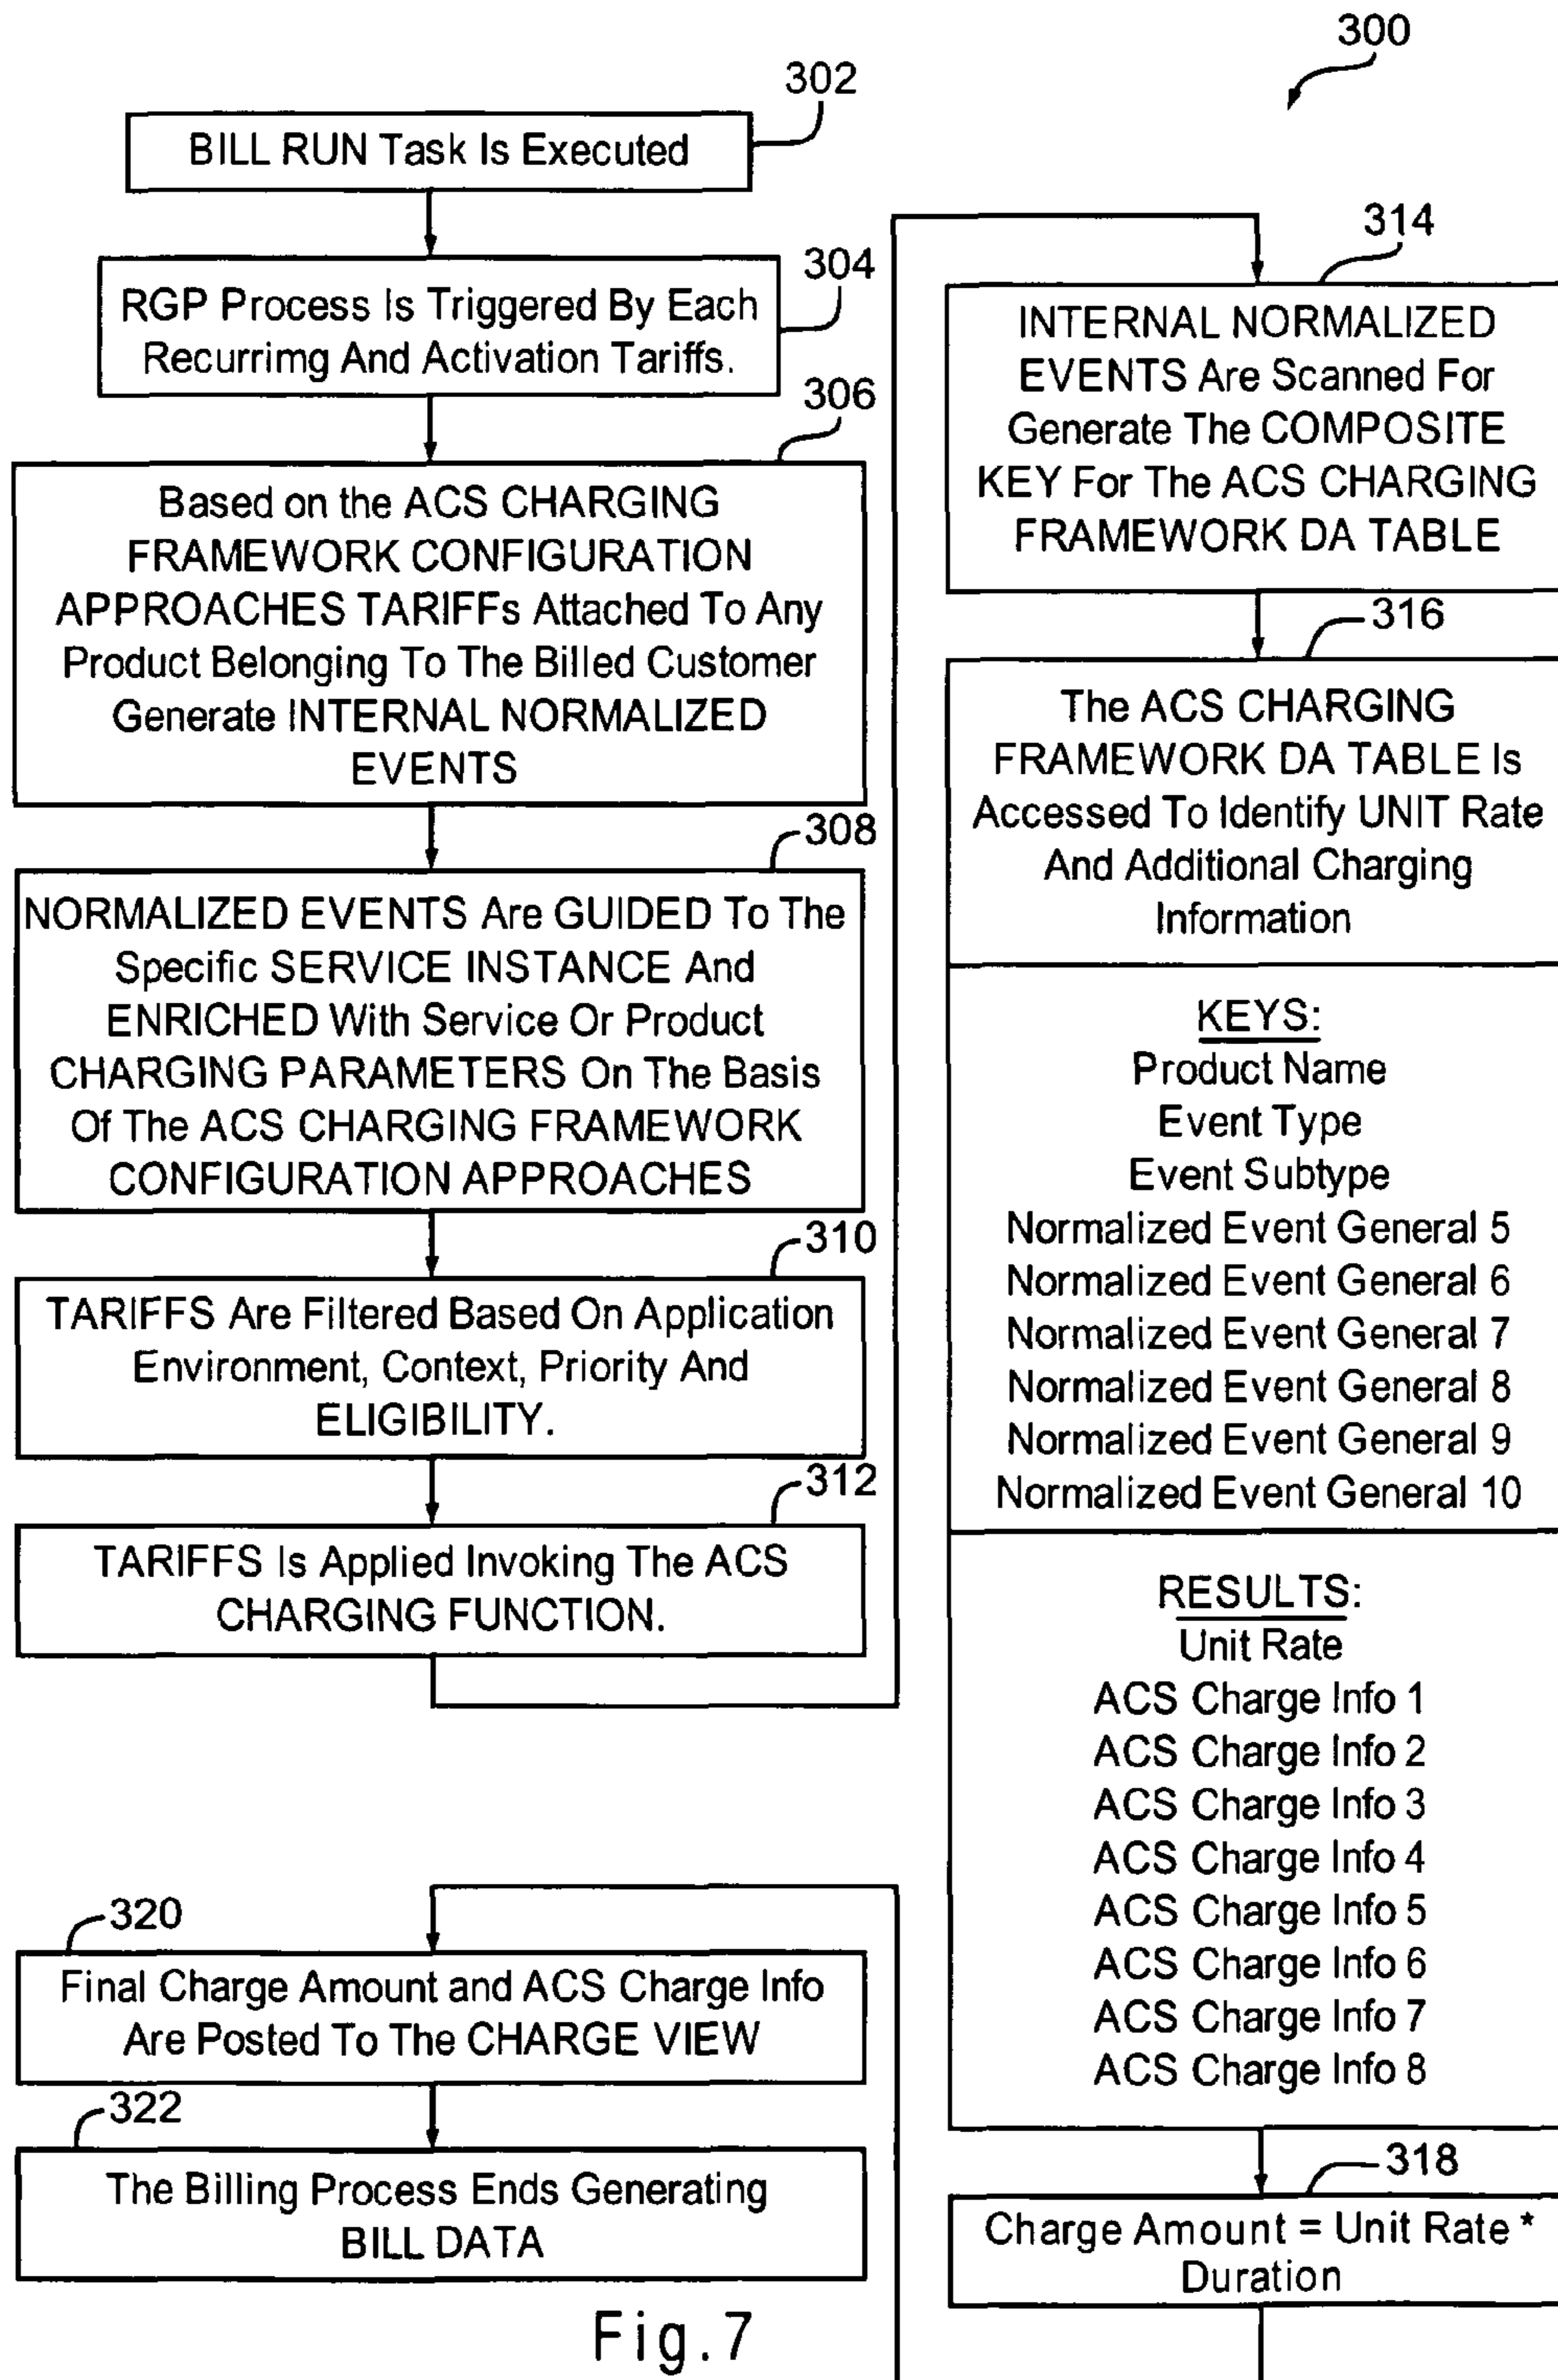 300
302
BILL RUN Task Is Executed
304
RGP Process Is Triggered By Each
Recurrimg And Activation Tariffs.
306
Based on the ACS CHARGING
FRAMEWORK CONFIGURATION
APPROACHES TARIFFs Attached To Any
Product Belonging To The Billed Customer
Generate INTERNAL NORMALIZED
EVENTS
308
NORMALIZED EVENTS Are GUIDED To The
Specific SERVICE INSTANCE And
ENRICHED With Service Or Product
CHARGING PARAMETERS On The Basis
Of The ACS CHARGING FRAMEWORK
CONFIGURATION APPROACHES
310
TARIFFS Are Filtered Based On Application
Environment, Context, Priority And
ELIGIBILITY.
312
TARIFFS Is Applied Invoking The ACS
CHARGING FUNCTION.
314
INTERNAL NORMALIZED
EVENTS Are Scanned For
Generate The COMPOSITE
KEY For The ACS CHARGING
FRAMEWORK DA TABLE
316
The ACS CHARGING
FRAMEWORK DA TABLE Is
Accessed To Identify UNIT Rate
And Additional Charging
Information
KEYS:
Product Name
Event Type
Event Subtype
Normalized Event General 5
Normalized Event General 6
Normalized Event General 7
Normalized Event General 8
Normalized Event General 9
Normalized Event General 10
RESULTS:
Unit Rate
ACS Charge Info 1
ACS Charge Info 2
ACS Charge Info 3
ACS Charge Info 4
ACS Charge Info 5
ACS Charge Info 6
ACS Charge Info 7
ACS Charge Info 8
318
Charge Amount = Unit Rate *
Duration
320
Final Charge Amount and ACS Charge Info
Are Posted To The CHARGE VIEW
322
The Billing Process Ends Generating
BILL DATA
Fig.7